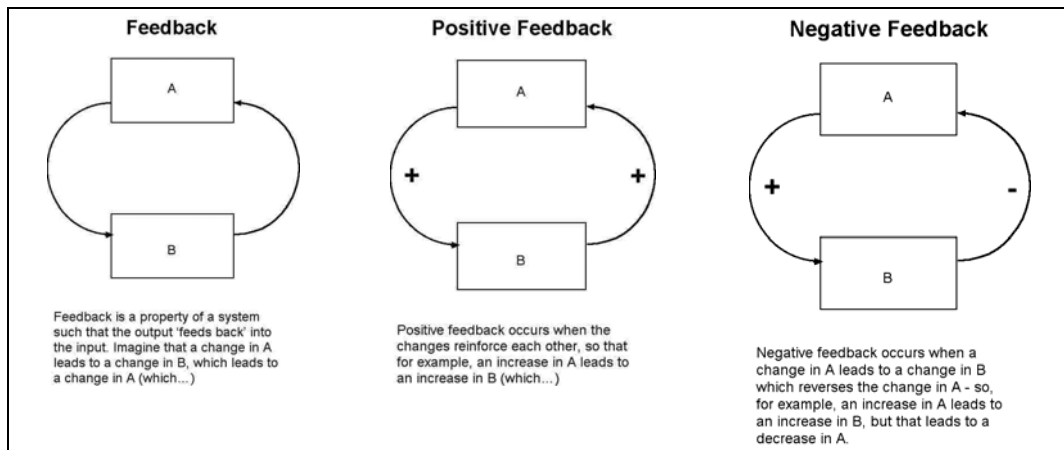 Feedback
A
B
Feedback is a property of a system
such that the output 'feeds back' into
the input. Imagine that a change in A
leads to a change in B, which leads to
a change in A (which...)
Positive Feedback
A
+
+
B
Positive feedback occurs when the
changes reinforce each other, so that
for example, an increase in A leads to
an increase in B (which...)
Negative Feedback
A
+
-
B
Negative feedback occurs when a
change in A leads to a change in B
which reverses the change in A - so,
for example, an increase in A leads to
an increase in B, but that leads to a
decrease in A.